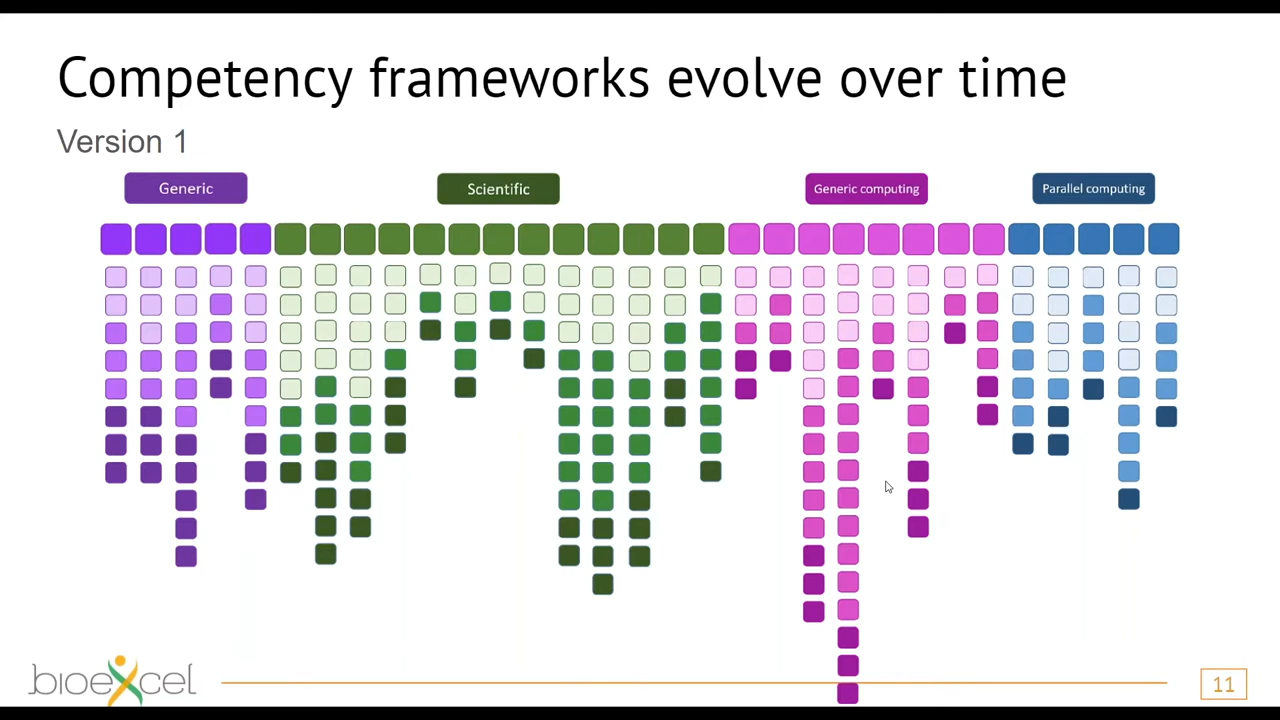 Competency frameworks evolve over time
Version 1
Generic
Scientific
Generic computing
Parallel computing
bioexcel
11